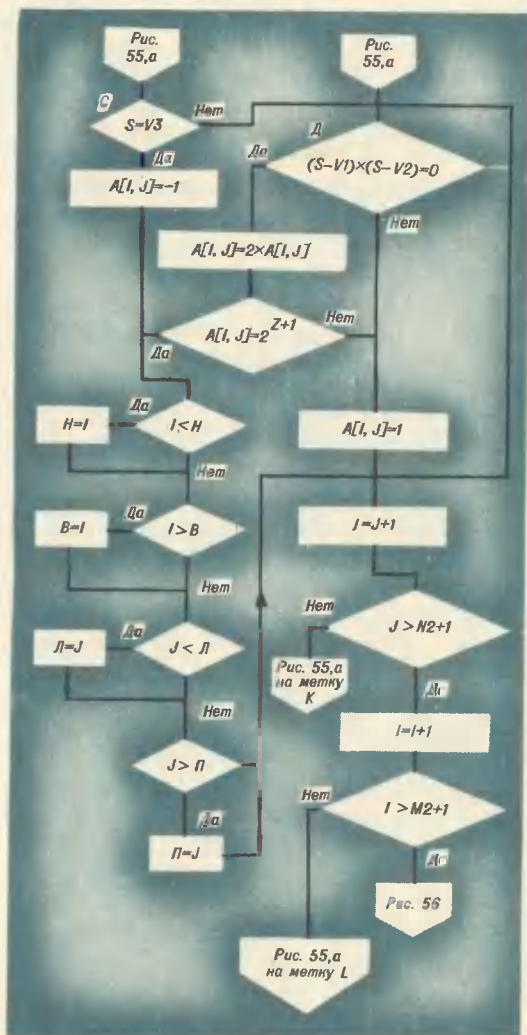 Рис.
55,а
Рис.
55,а
С
S=V3
Нет
Да
A[I, J]=-1
Д
Да
(S-V1)×(S-V2)=0
Нет
A[I, J]=2×A[I, J]
A[I, J]=2^Z+1
Нет
Да
I<H
Да
H=I
Нет
A[I, J]=1
I>B
Да
B=I
Нет
J=J+1
J<Л
Да
Л=J
Нет
Нет
J>N2+1
Рис. 55,а
на метку
K
Да
I=I+1
J>П
Да
П=J
Нет
I>M2+1
Да
Рис. 56
Рис. 55,а
на метку L